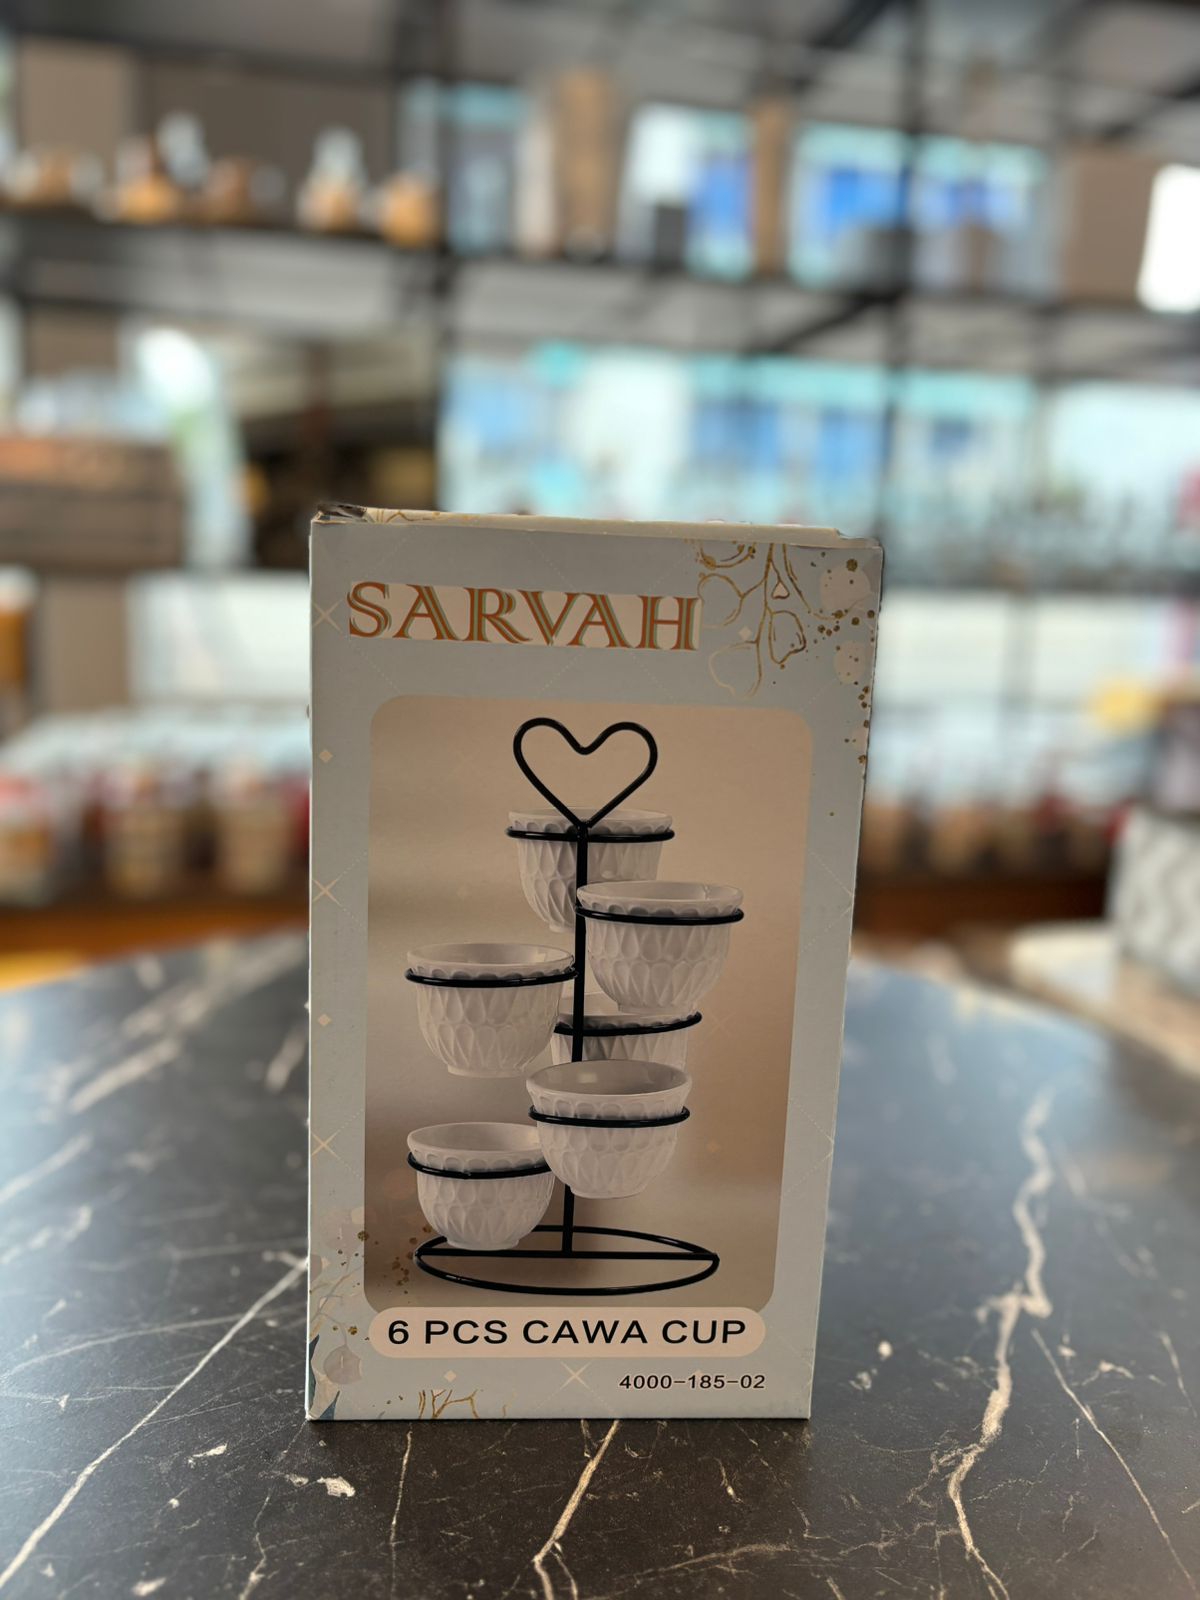 SARVAH
6 PCS CAWA CUP
4000-185-02